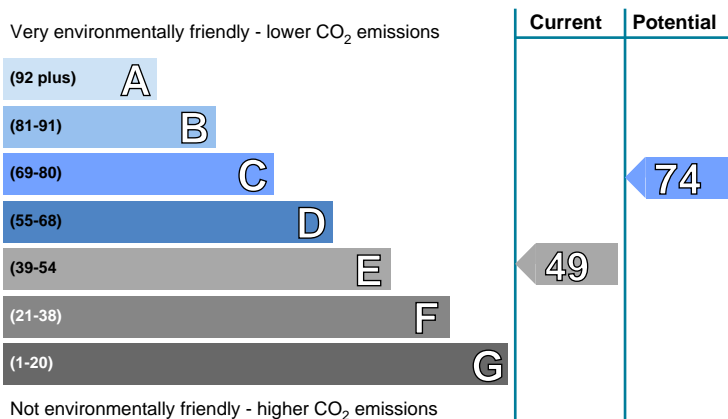 Very environmentally friendly - lower CO2 emissions
Current
Potential
(92 plus) A
(81-91) B
(69-80) C
74
(55-68) D
(39-54 E
49
(21-38) F
(1-20) G
Not environmentally friendly - higher CO2 emissions